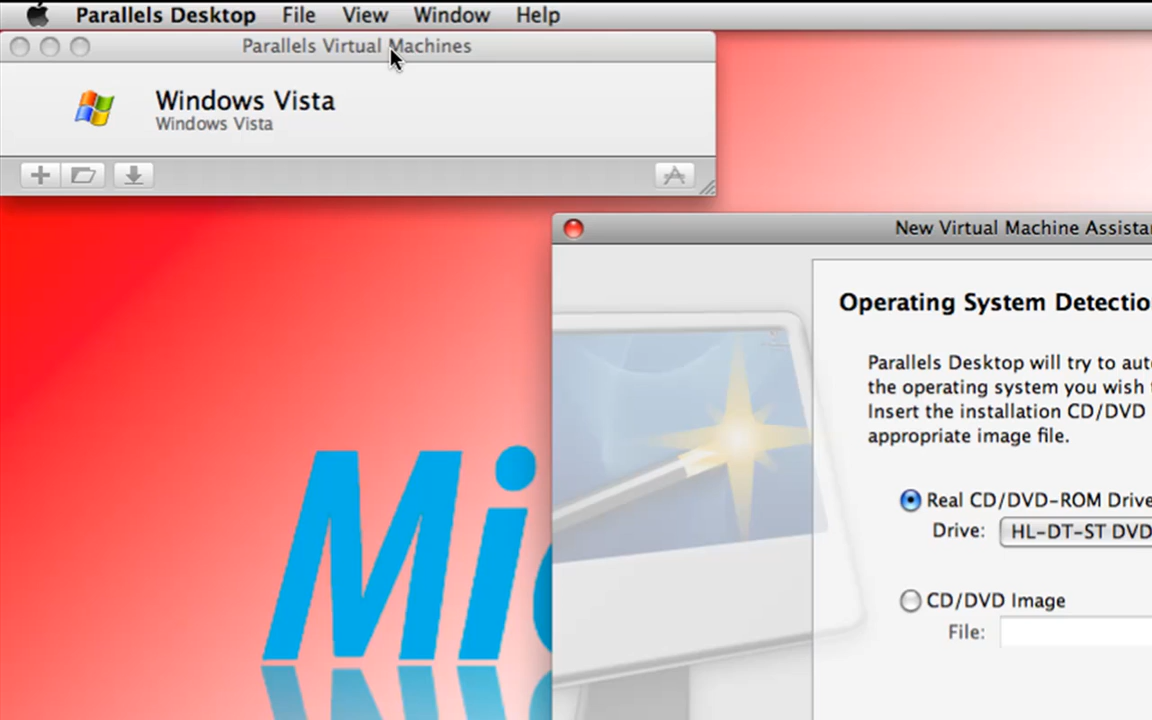 Parallels Desktop File View Window Help
Parallels Virtual Machines
Windows Vista
Windows Vista
New Virtual Machine Assista
Operating System Detectio
Parallels Desktop will try to aut
the operating system you wish
Insert the installation CD/DVD
appropriate image file.
Real CD/DVD-ROM Drive
Drive: HL-DT-ST DVD
CD/DVD Image
File:
Mi